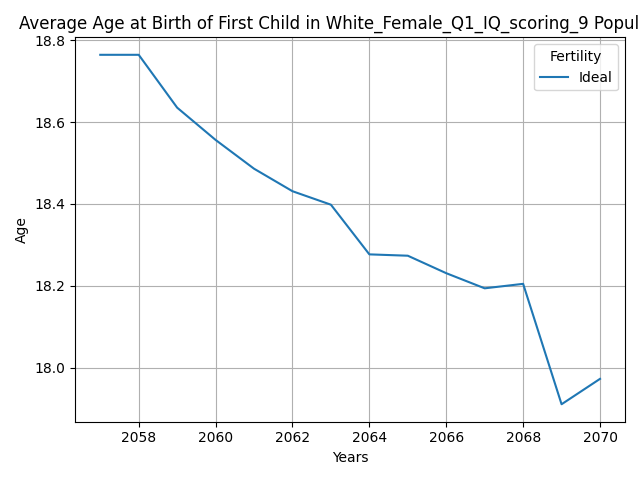 Average Age at Birth of First Child in White_Female_Q1_IQ_scoring_9 Popul
Fertility
Ideal
18.8
18.6
18.4
18.2
18.0
Age
2058 2060 2062 2064 2066 2068 2070
Years